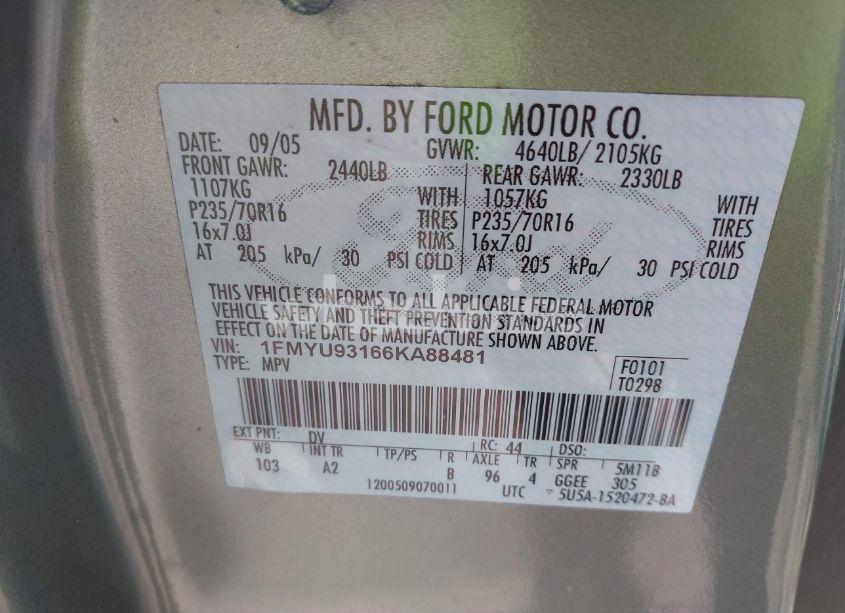 MFD. BY FORD MOTOR CO.
DATE: 09/05 GVWR: 4640LB/ 2105KG
FRONT GAWR: 2440LB REAR GAWR: 2330LB
1107KG WITH 1057KG WITH
P235/70R16 TIRES P235/70R16 TIRES
16x7.0J RIMS 16x7.0J RIMS
AT 205 kPa/ 30 PSI COLD AT 205 kPa/ 30 PSI COLD
THIS VEHICLE CONFORMS TO ALL APPLICABLE FEDERAL MOTOR
VEHICLE SAFETY AND THEFT PREVENTION STANDARDS IN
EFFECT ON THE DATE OF MANUFACTURE SHOWN ABOVE.
VIN: 1FMYU93166KA88481 F0101
TYPE: MPV T0298
EXT PNT: DV RC: 44 DSO:
WB INT TR TP/PS R AXLE TR SPR 5M11B
103 A2 B 96 4 GGEE 305
1200509070011 UTC 5U5A-1520472-BA